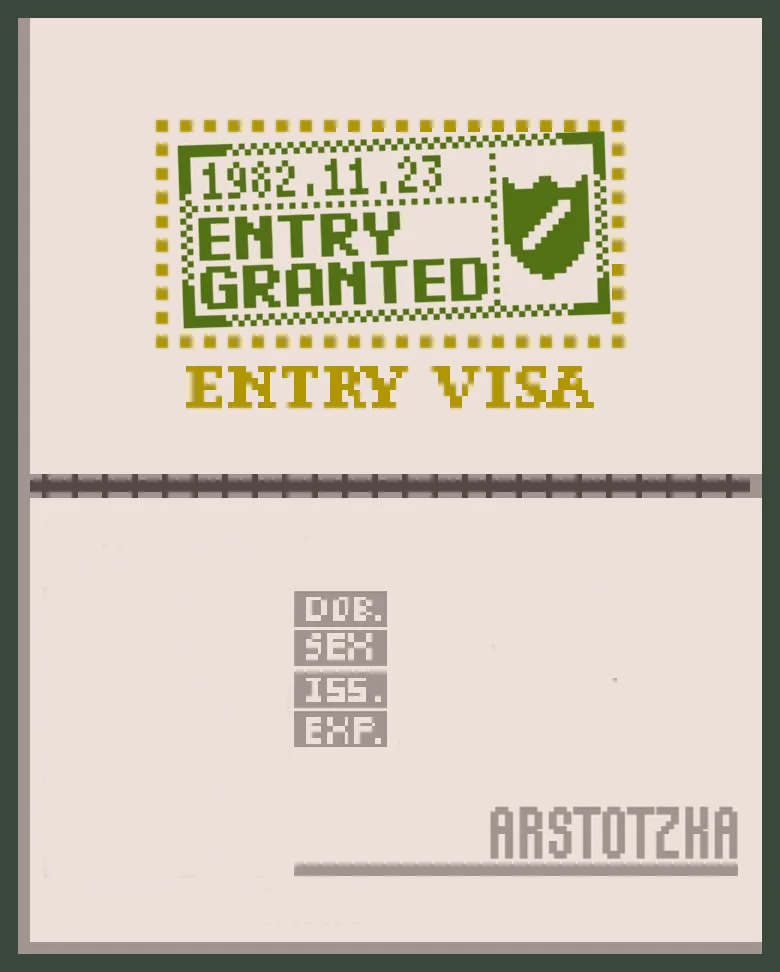 1982.11.23
ENTRY
GRANTED
ENTRY VISA
DOB.
SEX
ISS.
EXP.
ARSTOTZKA